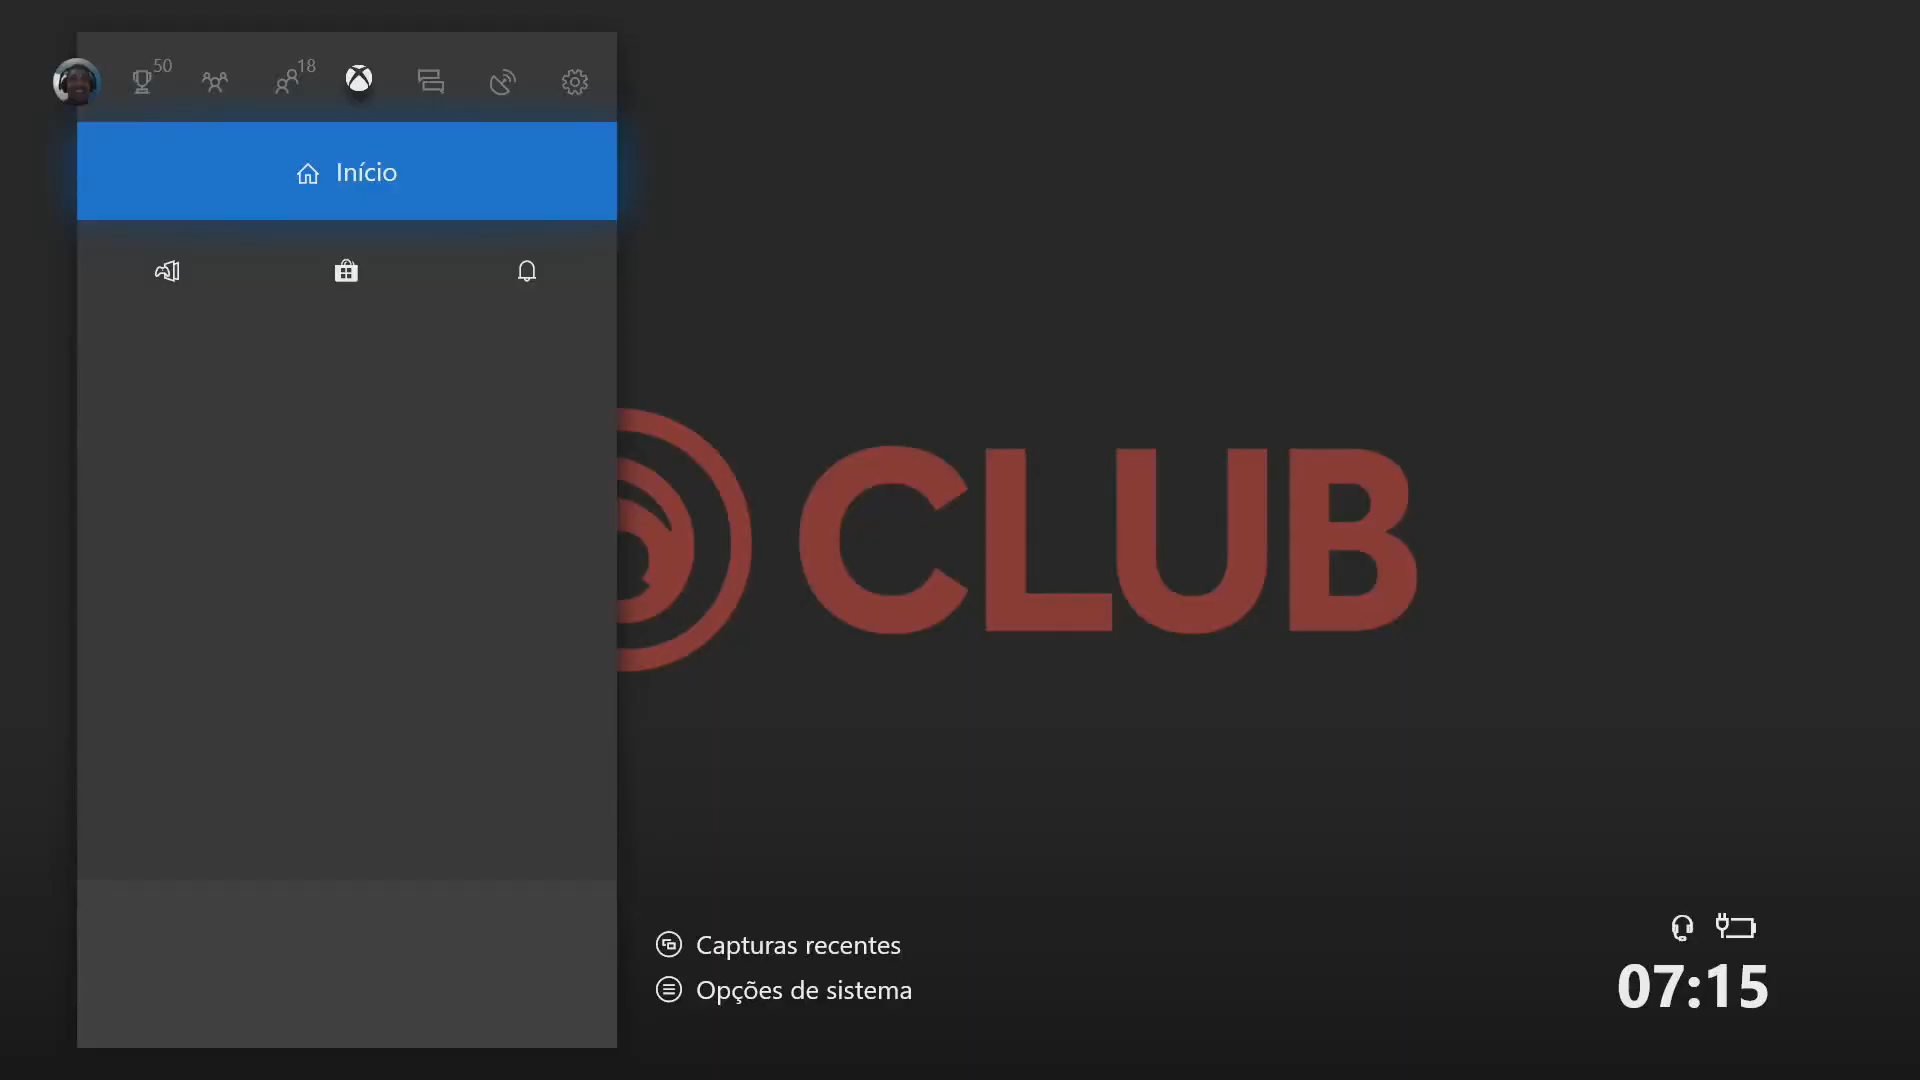 50
18
Início
CLUB
Capturas recentes
Opções de sistema
07:15